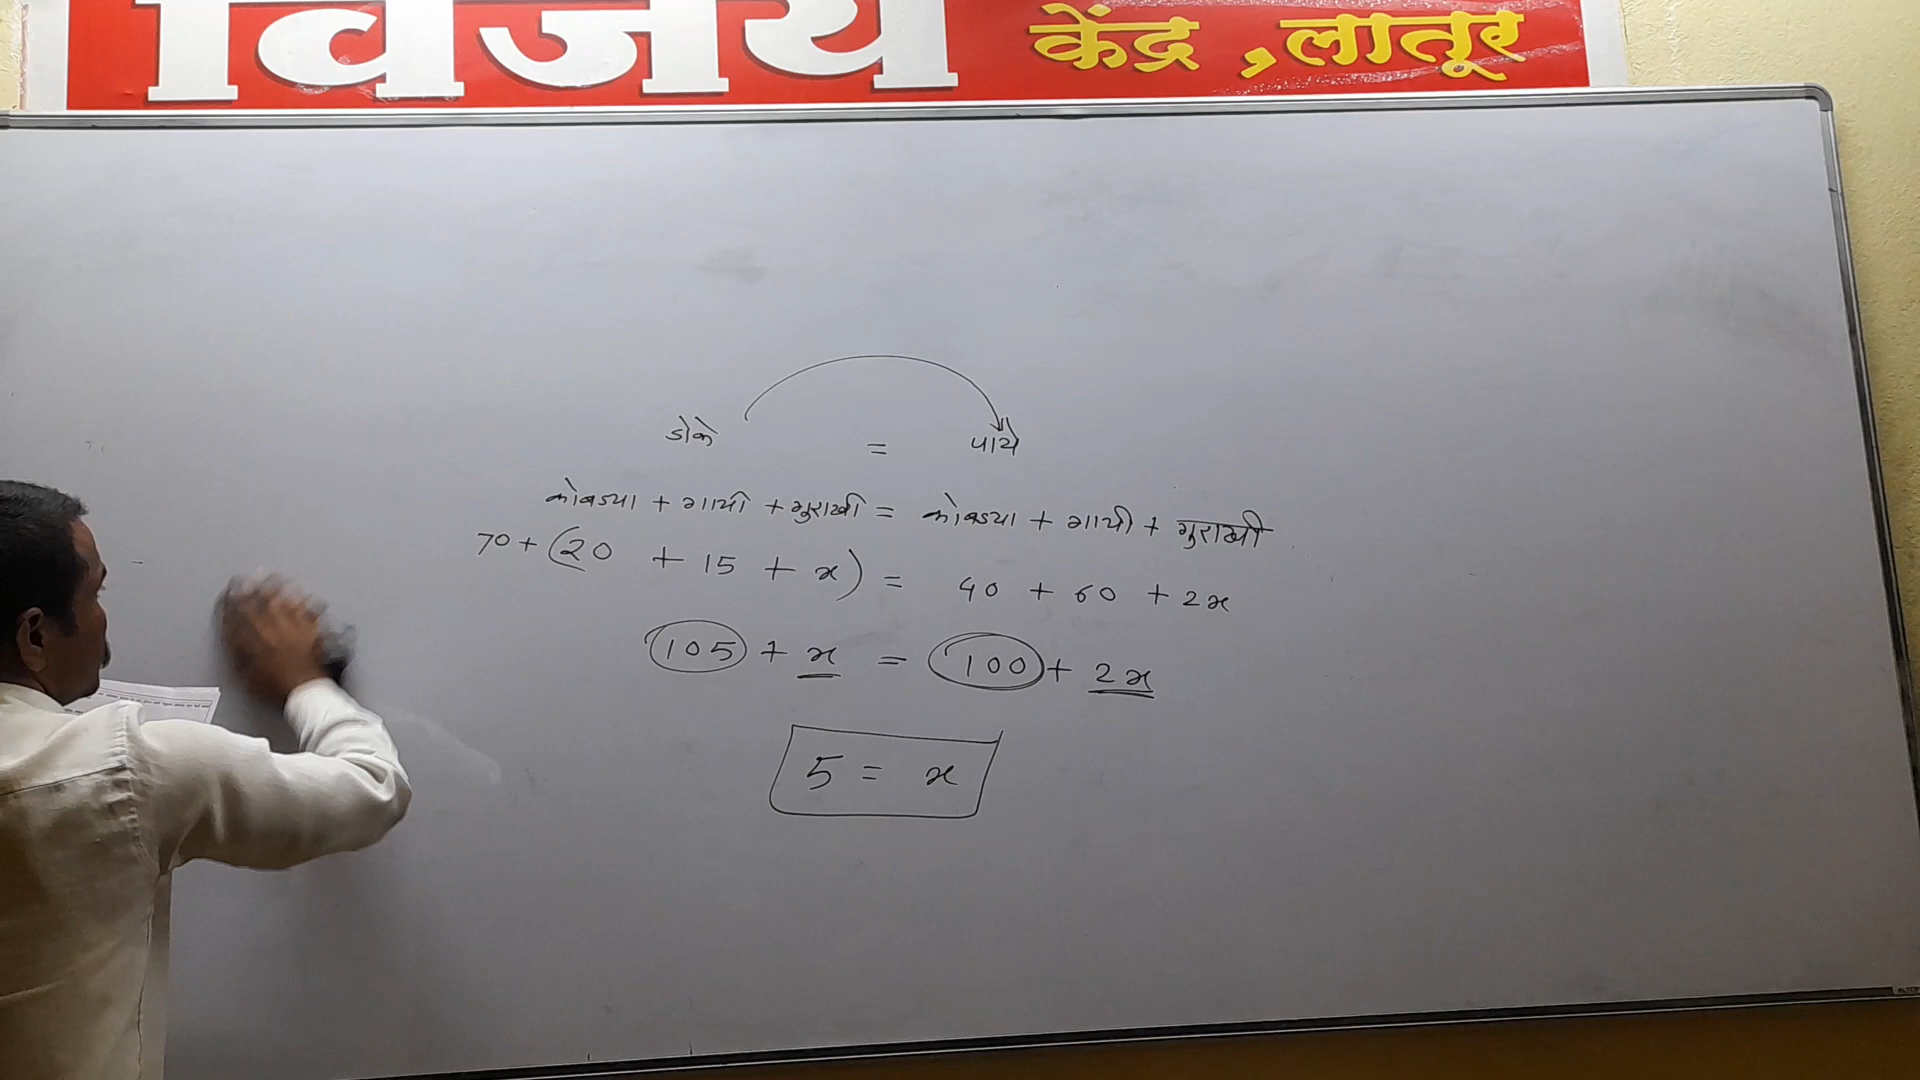 विजय केंद्र, लातूर
डोके = पाये
कोंबड्या + गायी + गुराखी = कोंबड्या + गायी + गुराखी
70 + (20 + 15 + x) = 40 + 60 + 2x
105 + x = 100 + 2x
5 = x